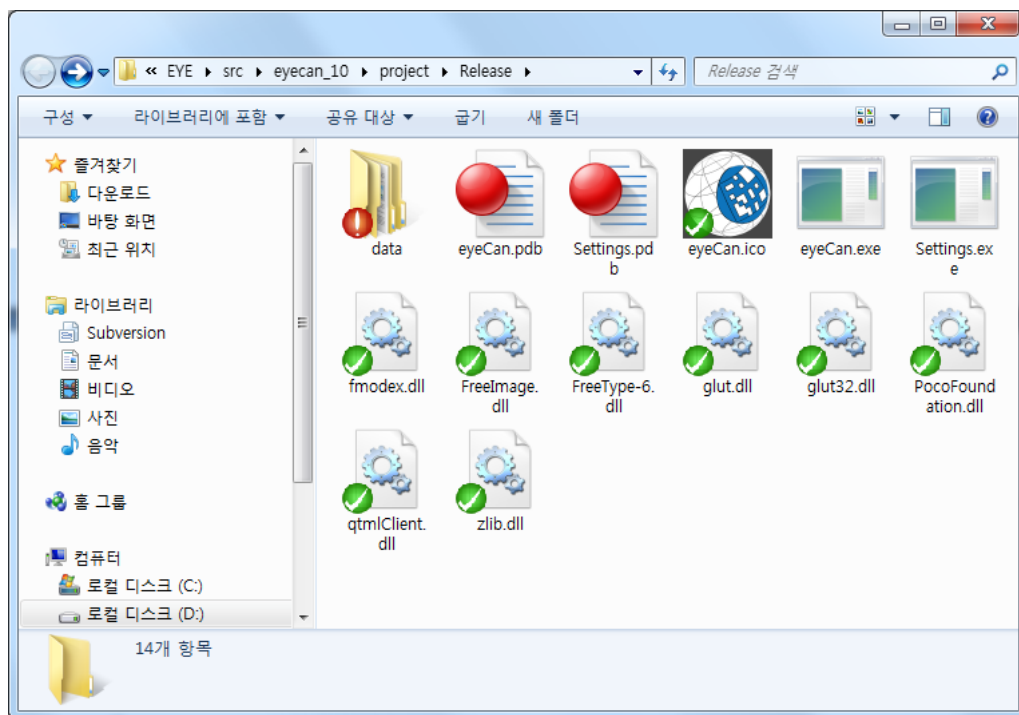 « EYE ▸ src ▸ eyecan_10 ▸ project ▸ Release ▸
Release 검색
구성 라이브러리에 포함 공유 대상 굽기 새 폴더
즐겨찾기
다운로드
바탕 화면
최근 위치
라이브러리
Subversion
문서
비디오
사진
음악
홈 그룹
컴퓨터
로컬 디스크 (C:)
로컬 디스크 (D:)
data
eyeCan.pdb
Settings.pd
b
eyeCan.ico
eyeCan.exe
Settings.ex
e
fmodex.dll
FreeImage.
dll
FreeType-6.
dll
glut.dll
glut32.dll
PocoFound
ation.dll
qtmlClient.
dll
zlib.dll
14개 항목